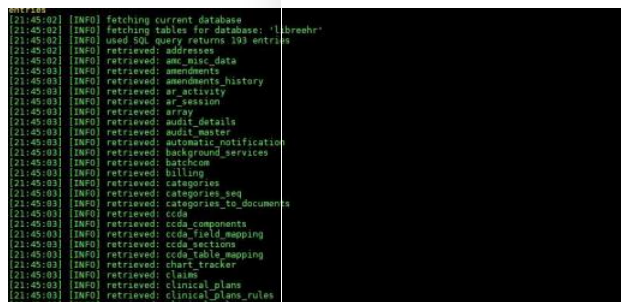 entries
[21:45:02] [INFO] fetching current database
[21:45:02] [INFO] fetching tables for database: 'libreehr'
[21:45:02] [INFO] used SQL query returns 193 entries
[21:45:02] [INFO] retrieved: addresses
[21:45:02] [INFO] retrieved: amc_misc_data
[21:45:03] [INFO] retrieved: amendments
[21:45:03] [INFO] retrieved: amendments_history
[21:45:03] [INFO] retrieved: ar_activity
[21:45:03] [INFO] retrieved: ar_session
[21:45:03] [INFO] retrieved: array
[21:45:03] [INFO] retrieved: audit_details
[21:45:03] [INFO] retrieved: audit_master
[21:45:03] [INFO] retrieved: automatic_notification
[21:45:03] [INFO] retrieved: background_services
[21:45:03] [INFO] retrieved: batchcom
[21:45:03] [INFO] retrieved: billing
[21:45:03] [INFO] retrieved: categories
[21:45:03] [INFO] retrieved: categories_seq
[21:45:03] [INFO] retrieved: categories_to_documents
[21:45:03] [INFO] retrieved: ccda
[21:45:03] [INFO] retrieved: ccda_components
[21:45:03] [INFO] retrieved: ccda_field_mapping
[21:45:03] [INFO] retrieved: ccda_sections
[21:45:03] [INFO] retrieved: ccda_table_mapping
[21:45:03] [INFO] retrieved: chart_tracker
[21:45:03] [INFO] retrieved: claims
[21:45:03] [INFO] retrieved: clinical_plans
[21:45:03] [INFO] retrieved: clinical_plans_rules